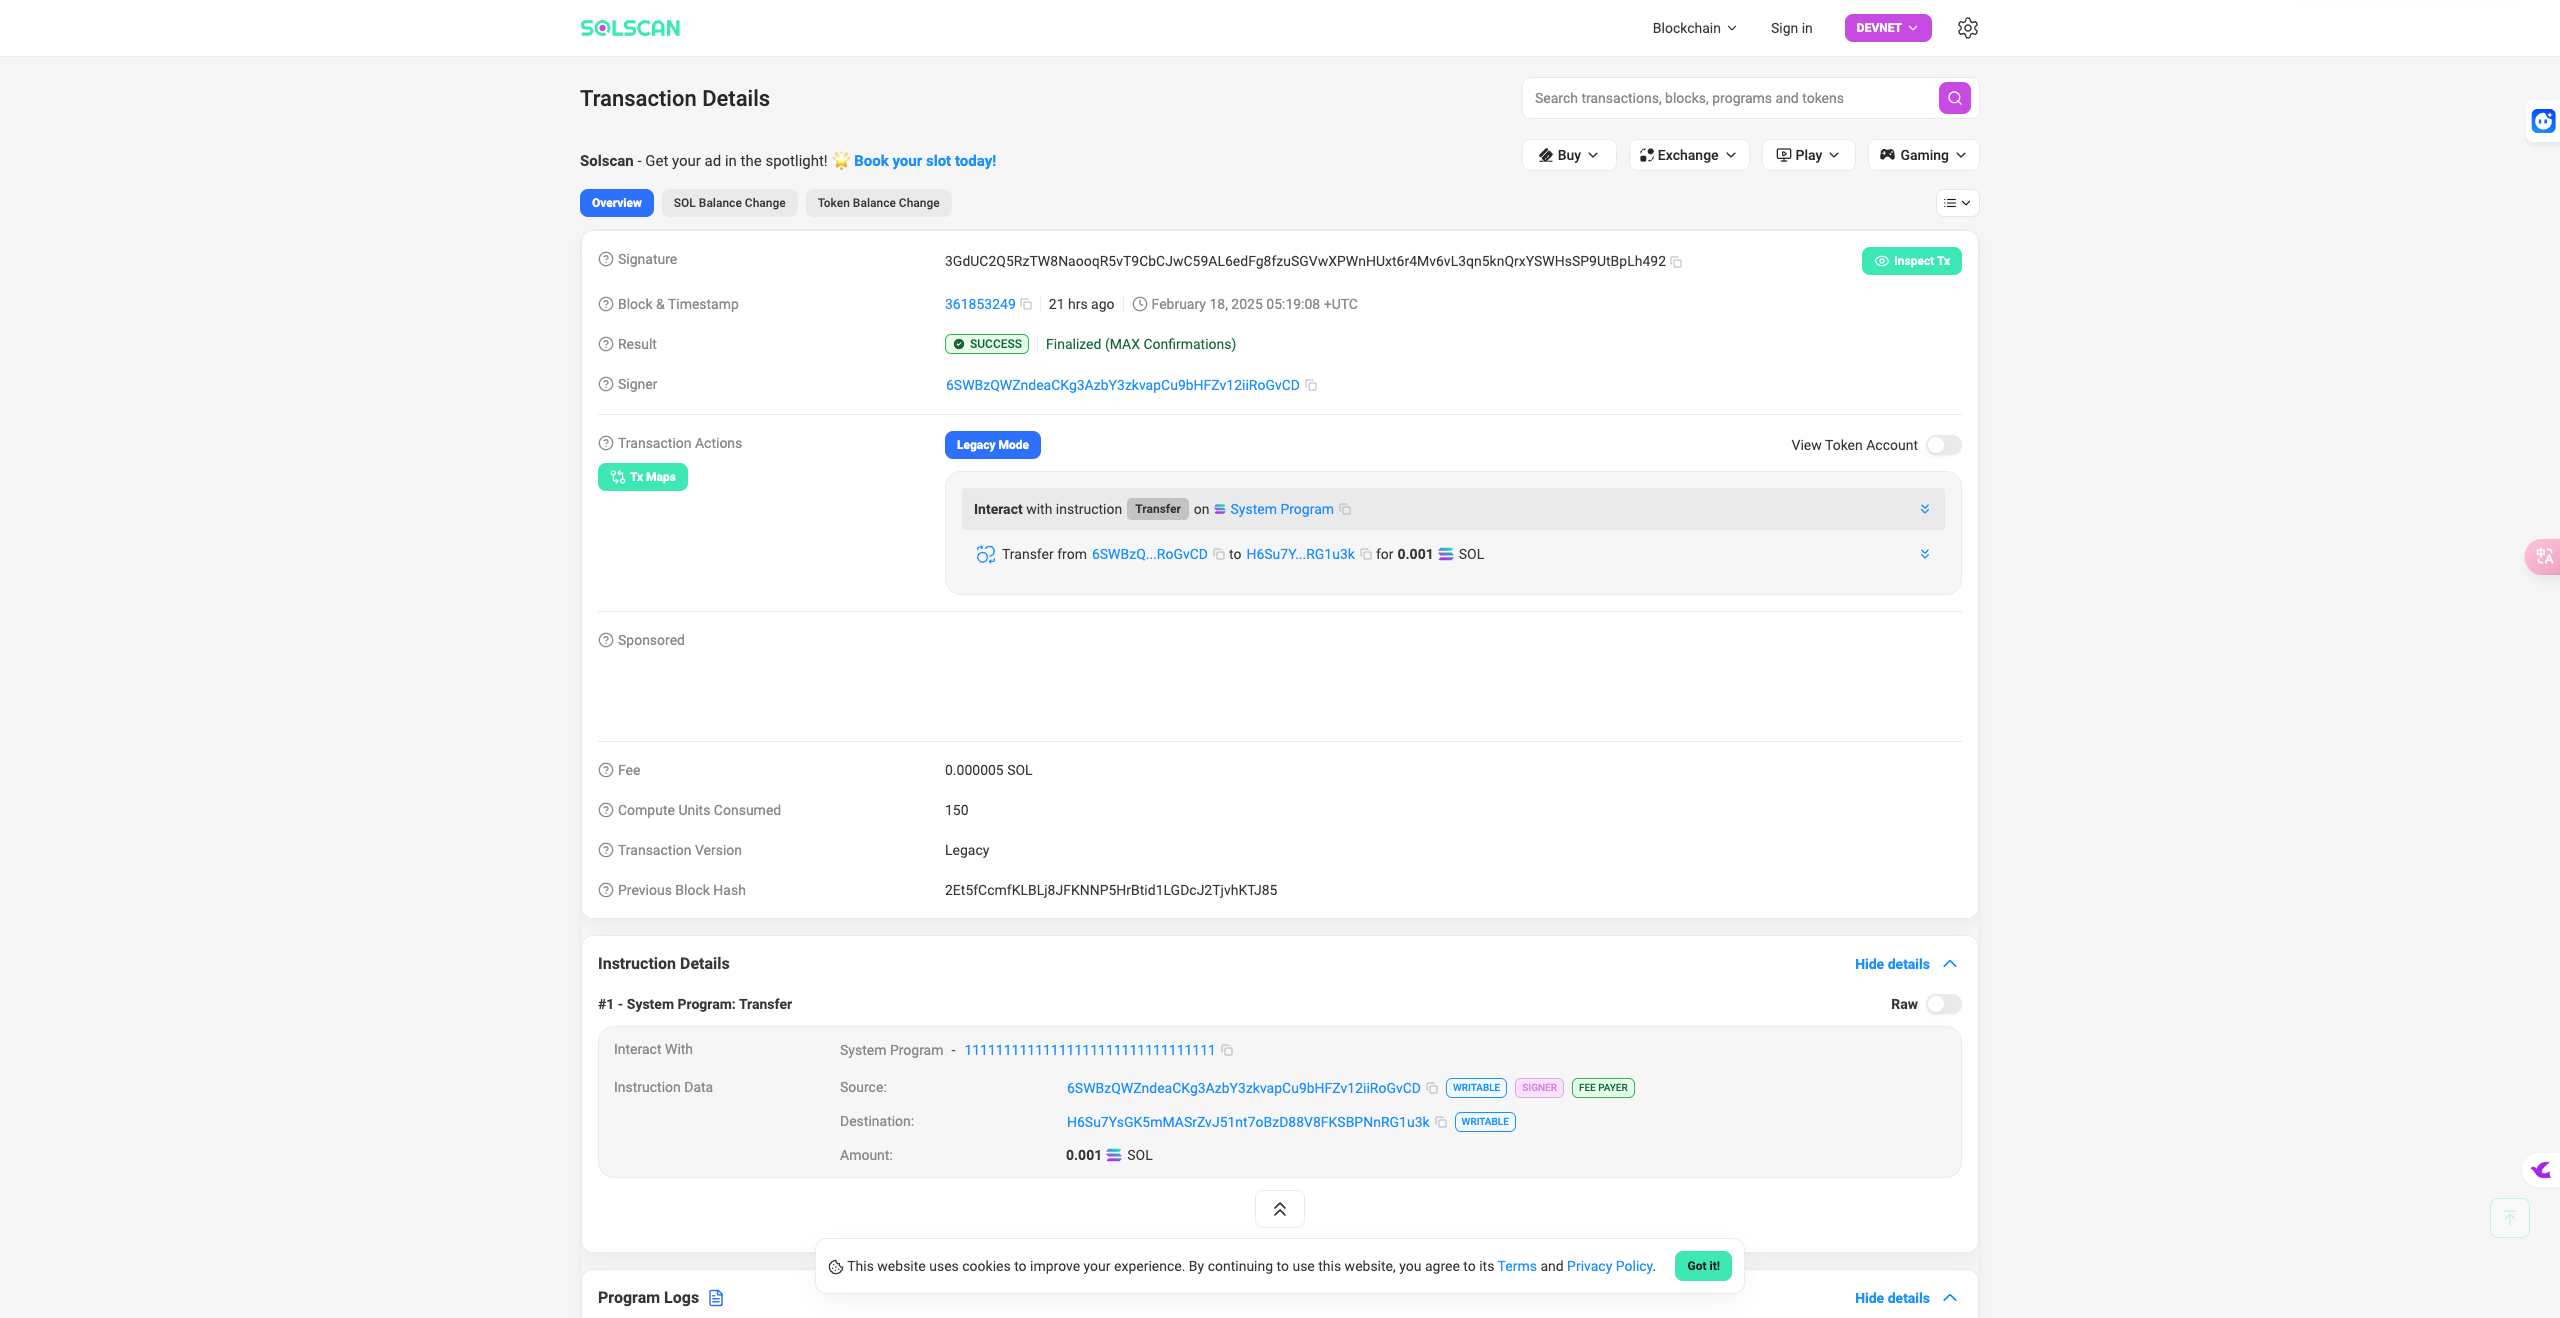 SOLSCAN
Blockchain
Sign in
DEVNET
Transaction Details
Search transactions, blocks, programs and tokens
Solscan - Get your ad in the spotlight! Book your slot today!
Buy
Exchange
Play
Gaming
Overview
SOL Balance Change
Token Balance Change
Signature
3GdUC2Q5RzTW8NaooqR5vT9CbCJwC59AL6edFg8fzuSGVwXPWnHUxt6r4Mv6vL3qn5knQrxYSWHsSP9UtBpLh492
Inspect Tx
Block & Timestamp
361853249 21 hrs ago February 18, 2025 05:19:08 +UTC
Result
SUCCESS Finalized (MAX Confirmations)
Signer
6SWBzQWZndeaCKg3AzbY3zkvapCu9bHFZv12iiRoGvCD
Transaction Actions
Tx Maps
Legacy Mode
View Token Account
Interact with instruction Transfer on System Program
Transfer from 6SWBzQ...RoGvCD to H6Su7Y...RG1u3k for 0.001 SOL
Sponsored
Fee
0.000005 SOL
Compute Units Consumed
150
Transaction Version
Legacy
Previous Block Hash
2Et5fCcmfKLBLj8JFKNNP5HrBtid1LGDcJ2TjvhKTJ85
Instruction Details
Hide details
#1 - System Program: Transfer
Raw
Interact With
System Program - 11111111111111111111111111111111
Instruction Data
Source:
6SWBzQWZndeaCKg3AzbY3zkvapCu9bHFZv12iiRoGvCD WRITABLE SIGNER FEE PAYER
Destination:
H6Su7YsGK5mMASrZvJ51nt7oBzD88V8FKSBPNnRG1u3k WRITABLE
Amount:
0.001 SOL
This website uses cookies to improve your experience. By continuing to use this website, you agree to its Terms and Privacy Policy.
Got it!
Program Logs
Hide details